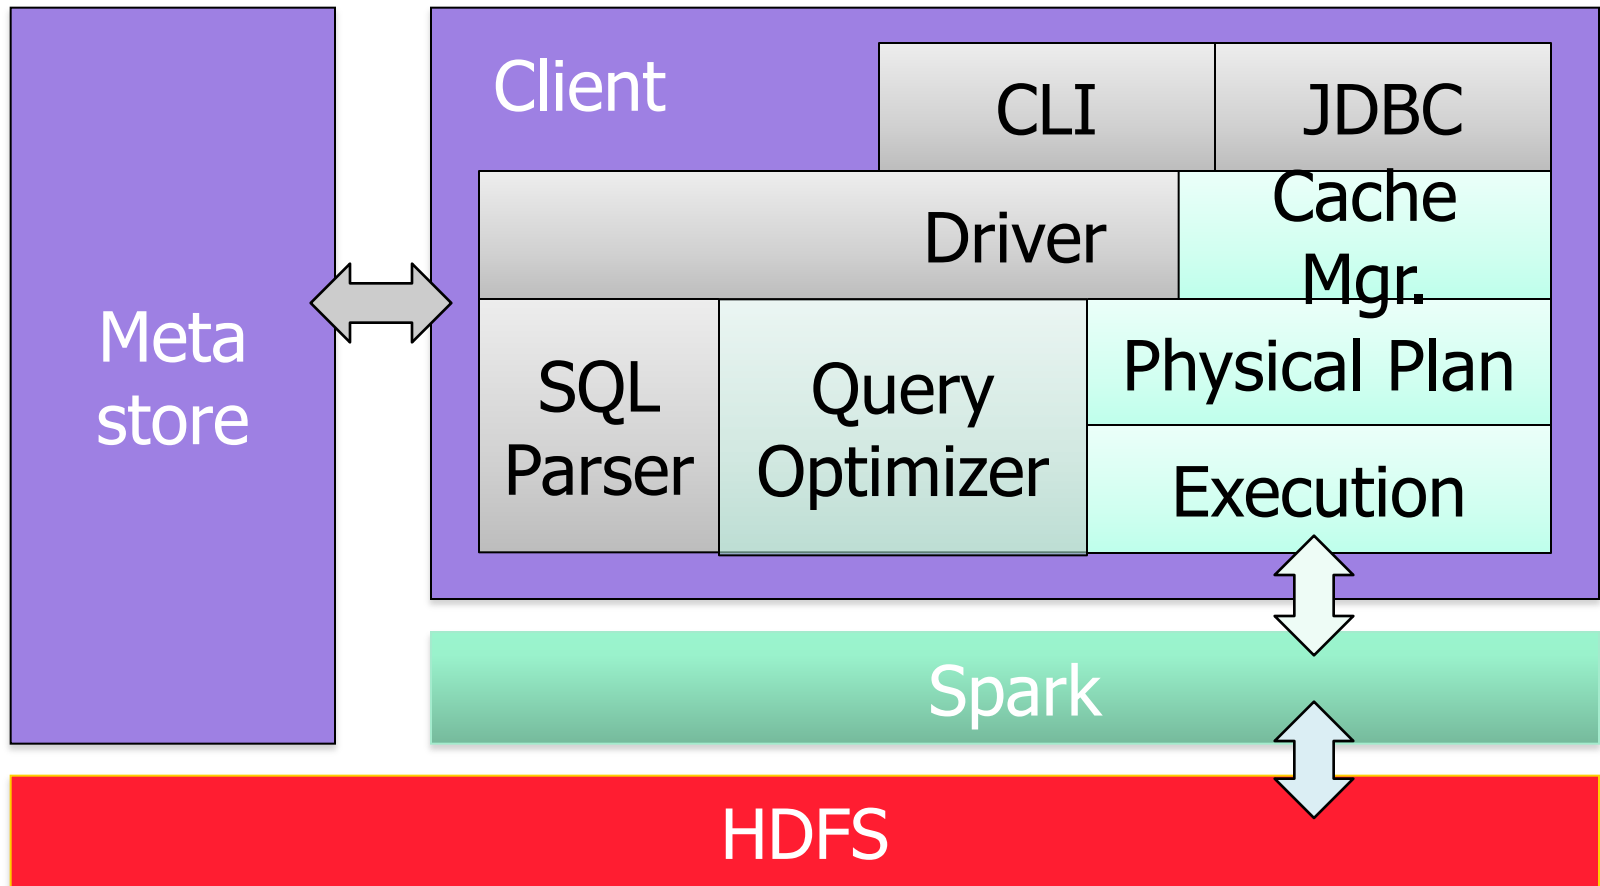 Client
CLI
JDBC
Driver
Cache
Mgr.
Meta
store
SQL
Parser
Query
Optimizer
Physical Plan
Execution
Spark
HDFS